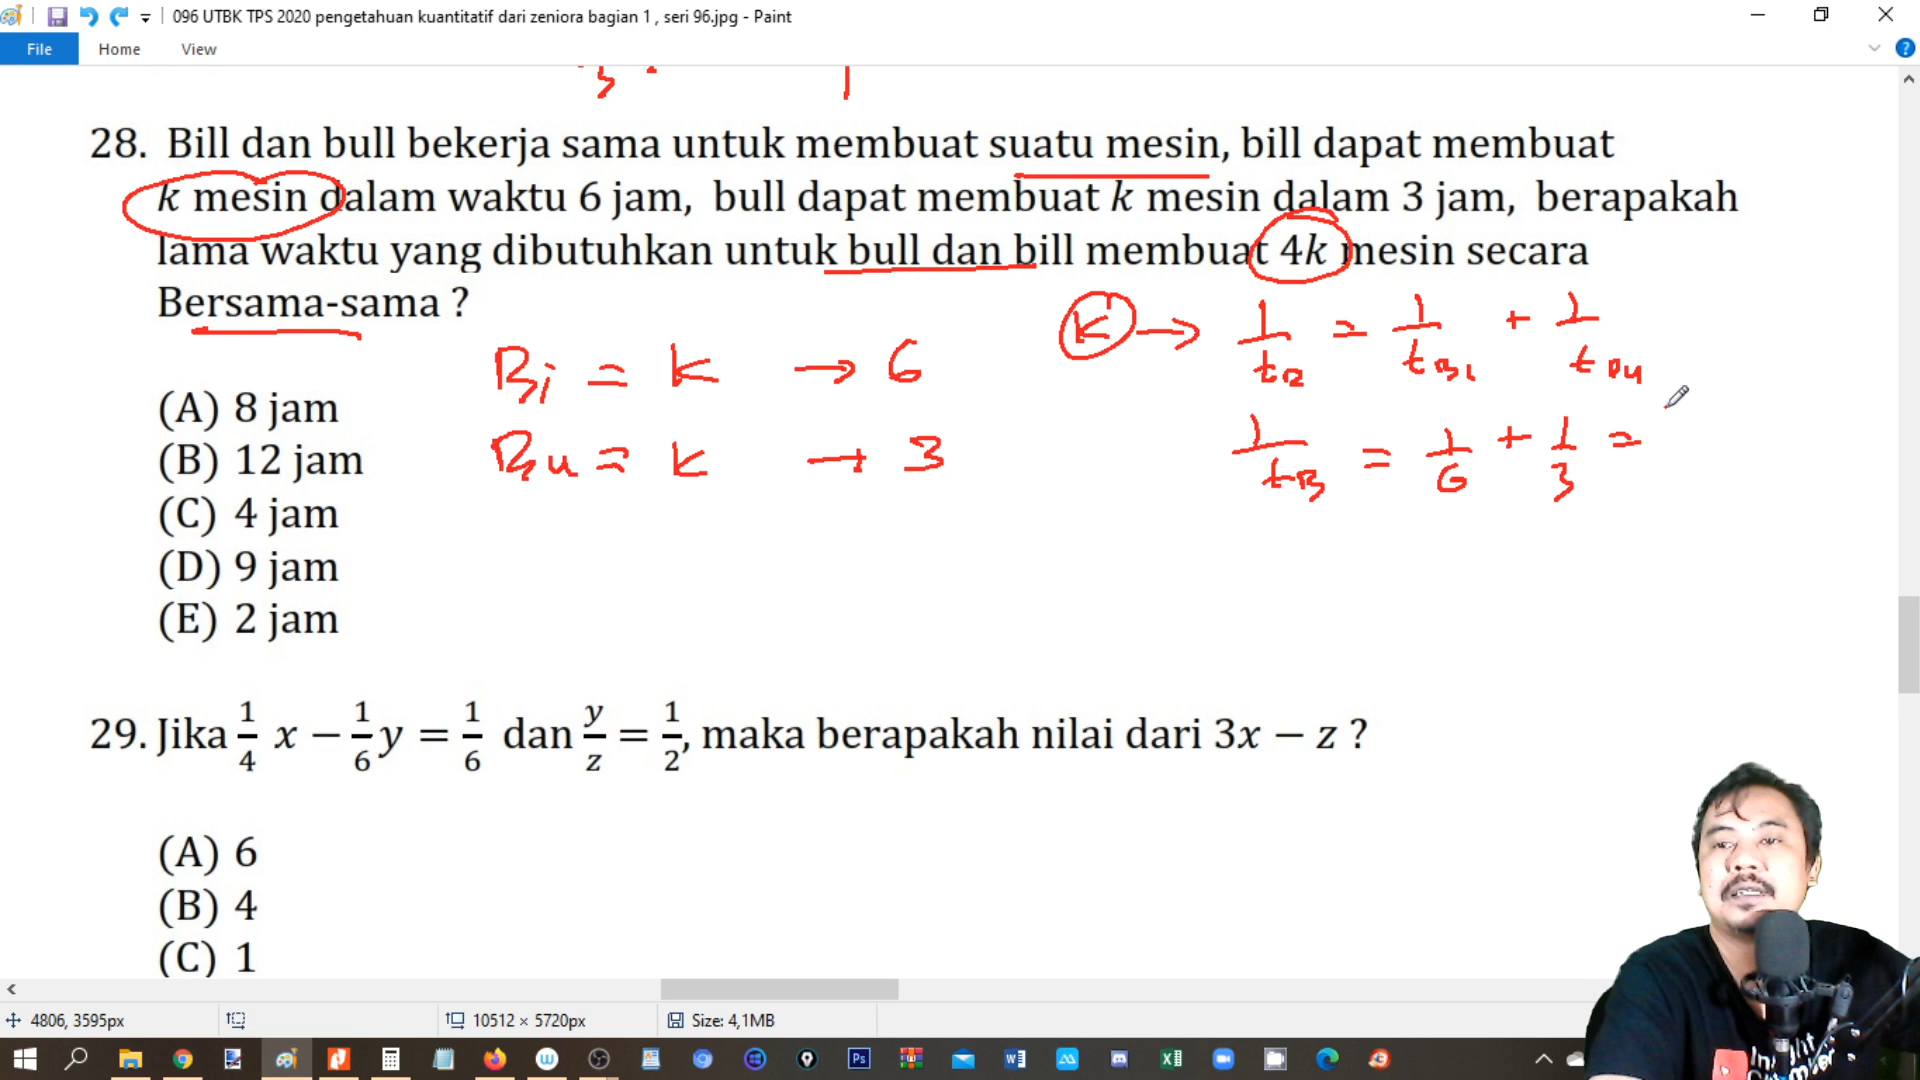 096 UTBK TPS 2020 pengetahuan kuantitatif dari zeniora bagian 1 , seri 96.jpg - Paint
File Home View
28. Bill dan bull bekerja sama untuk membuat suatu mesin, bill dapat membuat
k mesin dalam waktu 6 jam, bull dapat membuat k mesin dalam 3 jam, berapakah
lama waktu yang dibutuhkan untuk bull dan bill membuat 4k mesin secara
Bersama-sama ?
k → 1/tB = 1/tBi + 1/tBu
Bi = k → 6
(A) 8 jam
1/tB = 1/6 + 1/3 =
Bu = k → 3
(B) 12 jam
(C) 4 jam
(D) 9 jam
(E) 2 jam
29. Jika 1/4 x − 1/6 y = 1/6 dan y/z = 1/2, maka berapakah nilai dari 3x − z ?
(A) 6
(B) 4
(C) 1
4806, 3595px
10512 × 5720px
Size: 4,1MB